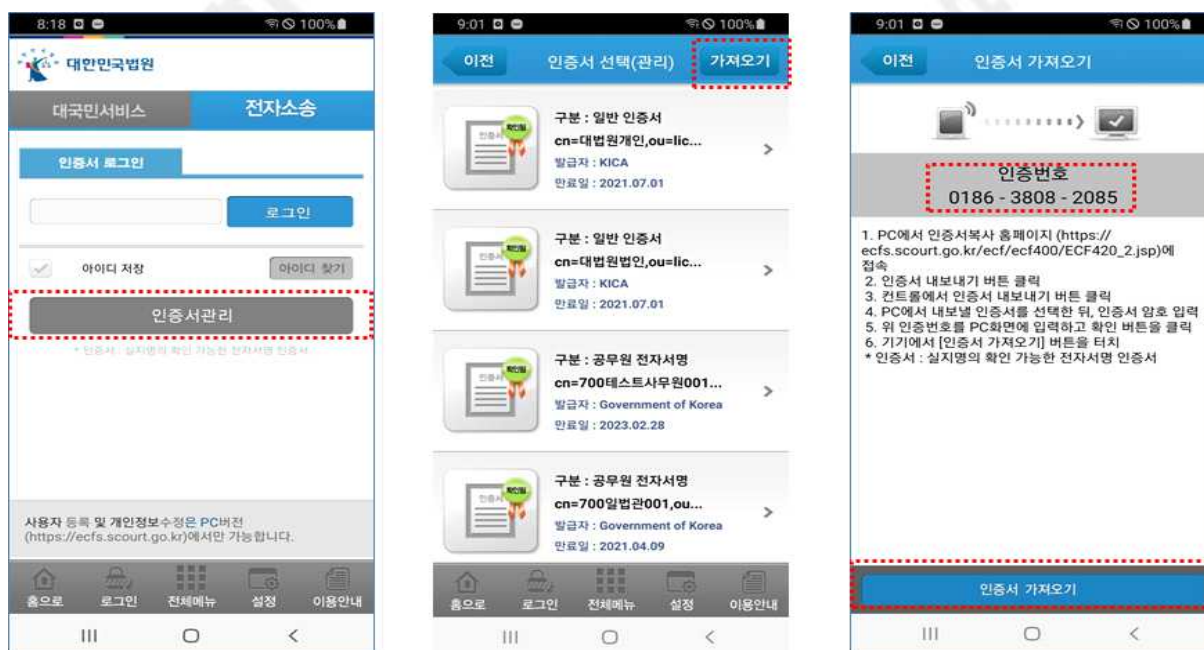 8:18
100%
대한민국법원
대국민서비스
전자소송
인증서 로그인
로그인
아이디 저장
아이디 찾기
인증서관리
* 인증서 : 실지명의 확인 가능한 전자서명 인증서
사용자 등록 및 개인정보수정은 PC버전
(https://ecfs.scourt.go.kr)에서만 가능합니다.
홈으로
로그인
전체메뉴
설정
이용안내
9:01
100%
이전
인증서 선택(관리)
가져오기
구분 : 일반 인증서
cn=대법원개인,ou=lic...
발급자 : KICA
만료일 : 2021.07.01
구분 : 일반 인증서
cn=대법원법인,ou=lic...
발급자 : KICA
만료일 : 2021.07.01
구분 : 공무원 전자서명
cn=700테스트사무원001...
발급자 : Government of Korea
만료일 : 2023.02.28
구분 : 공무원 전자서명
cn=700일법관001,ou...
발급자 : Government of Korea
만료일 : 2021.04.09
홈으로
로그인
전체메뉴
설정
이용안내
9:01
100%
이전
인증서 가져오기
인증번호
0186 - 3808 - 2085
1. PC에서 인증서복사 홈페이지 (https://
ecfs.scourt.go.kr/ecf/ecf400/ECF420_2.jsp)에
접속
2. 인증서 내보내기 버튼 클릭
3. 컨트롤에서 인증서 내보내기 버튼 클릭
4. PC에서 내보낼 인증서를 선택한 뒤, 인증서 암호 입력
5. 위 인증번호를 PC화면에 입력하고 확인 버튼을 클릭
6. 기기에서 [인증서 가져오기] 버튼을 터치
* 인증서 : 실지명의 확인 가능한 전자서명 인증서
인증서 가져오기